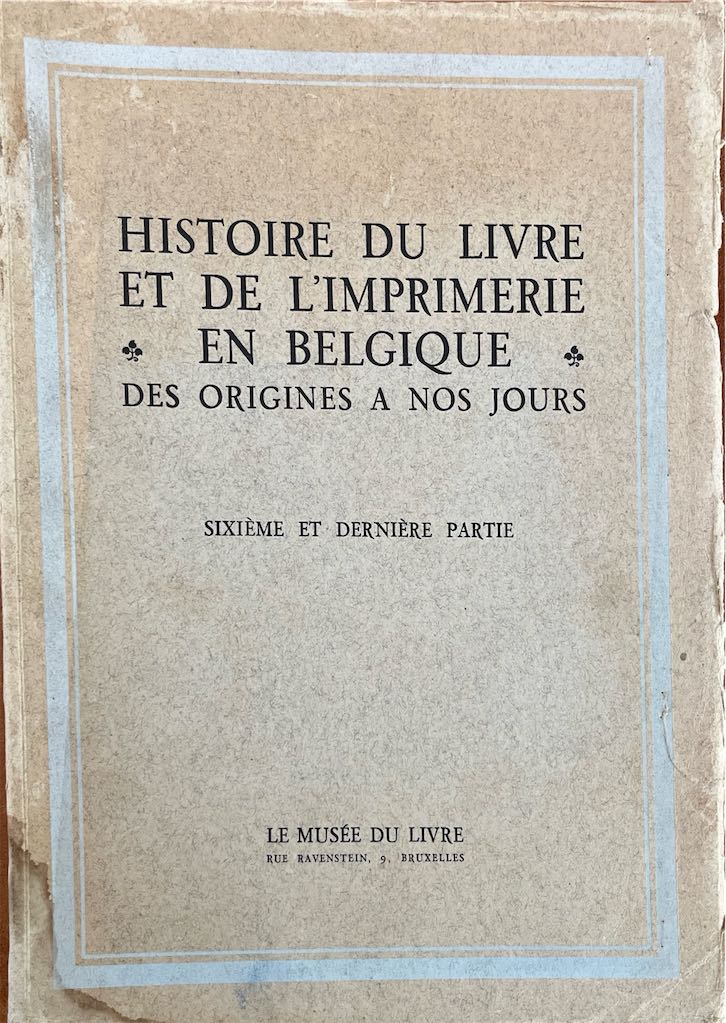 HISTOIRE DU LIVRE
ET DE L'IMPRIMERIE
EN BELGIQUE
DES ORIGINES A NOS JOURS
SIXIÈME ET DERNIÈRE PARTIE
LE MUSÉE DU LIVRE
RUE RAVENSTEIN, 9, BRUXELLES